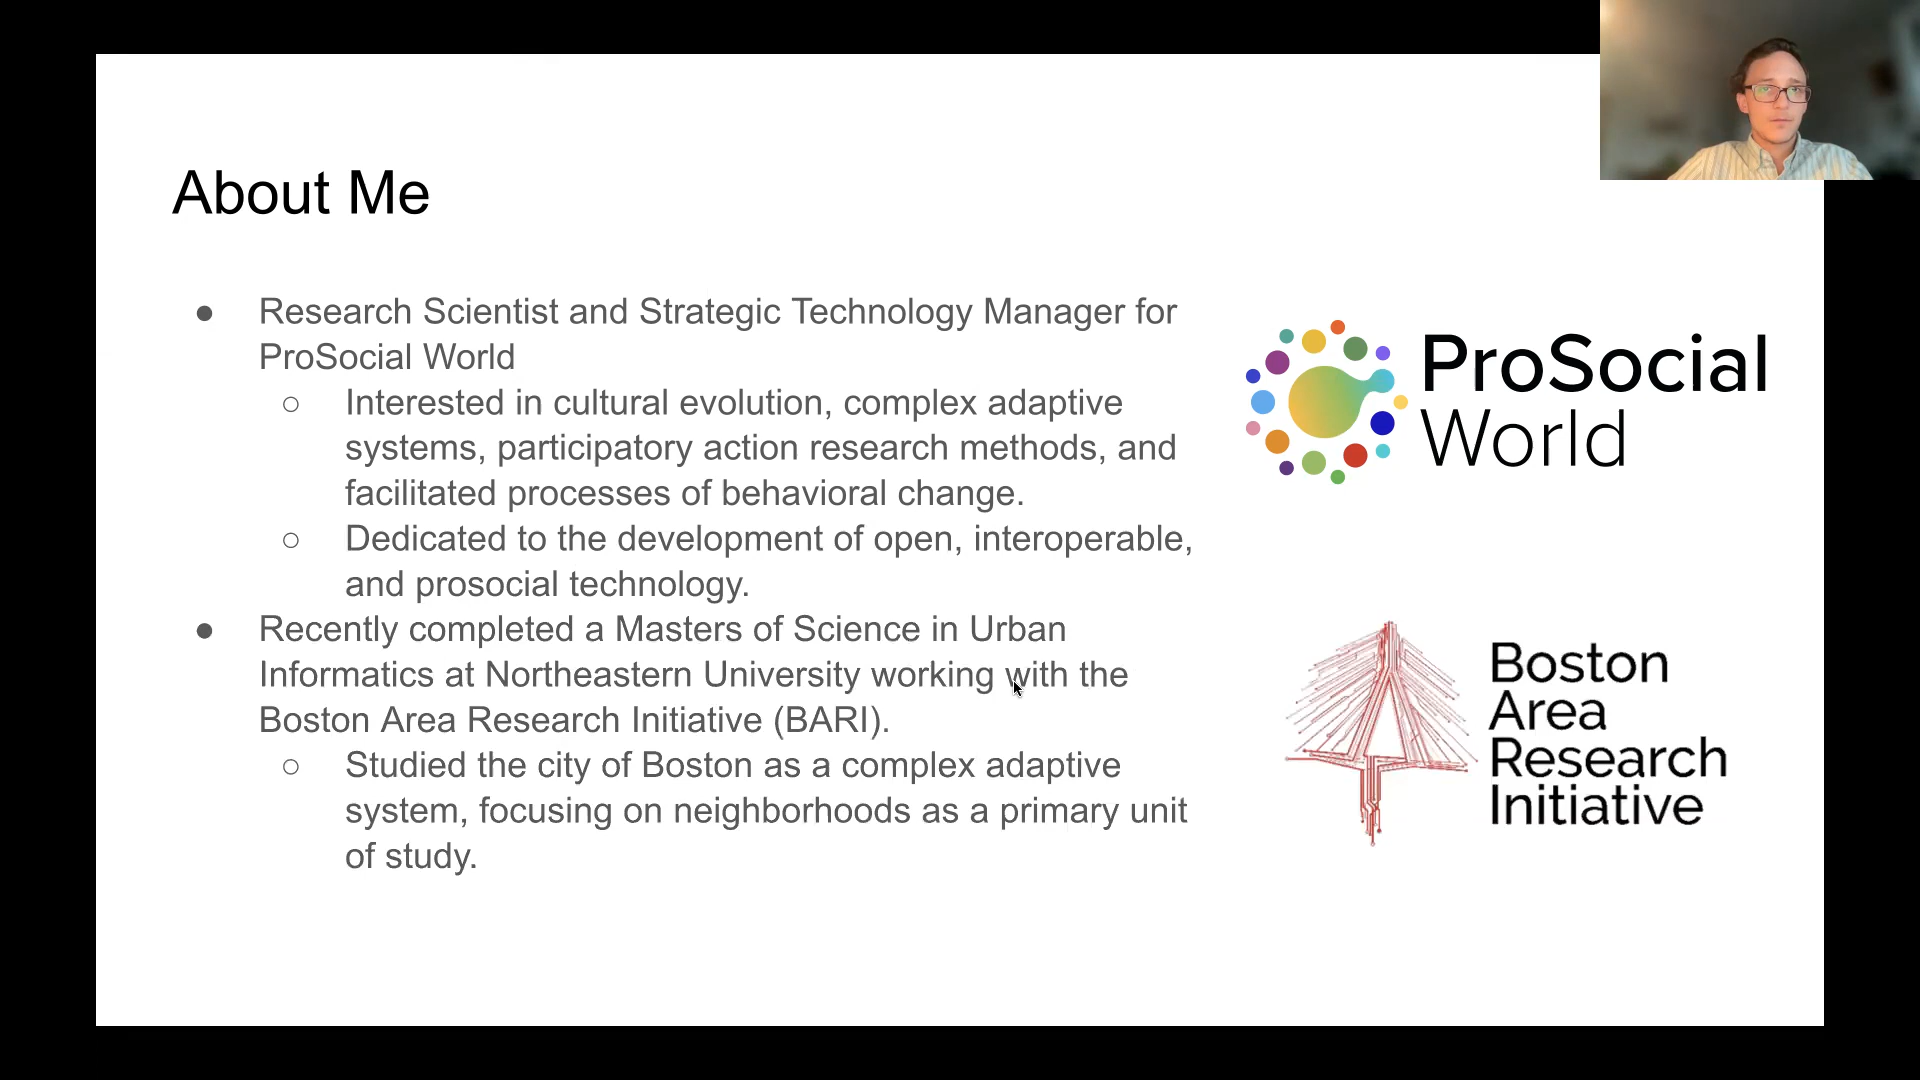 About Me
● Research Scientist and Strategic Technology Manager for
ProSocial World
○ Interested in cultural evolution, complex adaptive
systems, participatory action research methods, and
facilitated processes of behavioral change.
○ Dedicated to the development of open, interoperable,
and prosocial technology.
● Recently completed a Masters of Science in Urban
Informatics at Northeastern University working with the
Boston Area Research Initiative (BARI).
○ Studied the city of Boston as a complex adaptive
system, focusing on neighborhoods as a primary unit
of study.
ProSocial
World
Boston
Area
Research
Initiative